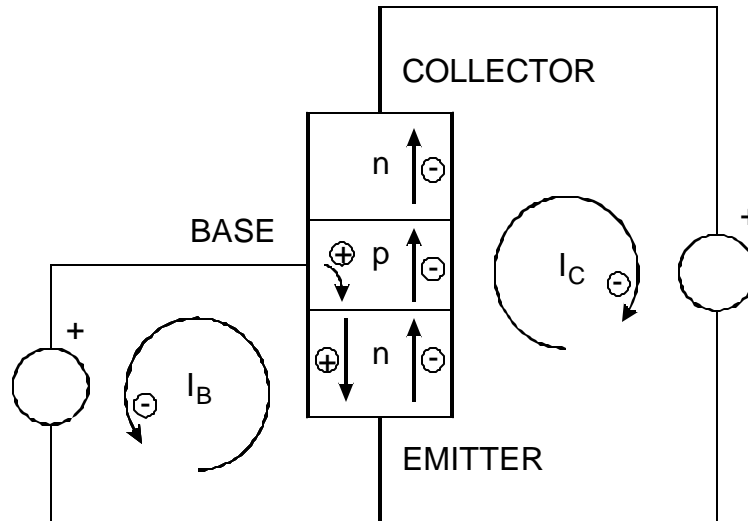 COLLECTOR
n -
BASE
+
+ p -
I_C
-
+
+ n -
I_B
-
EMITTER